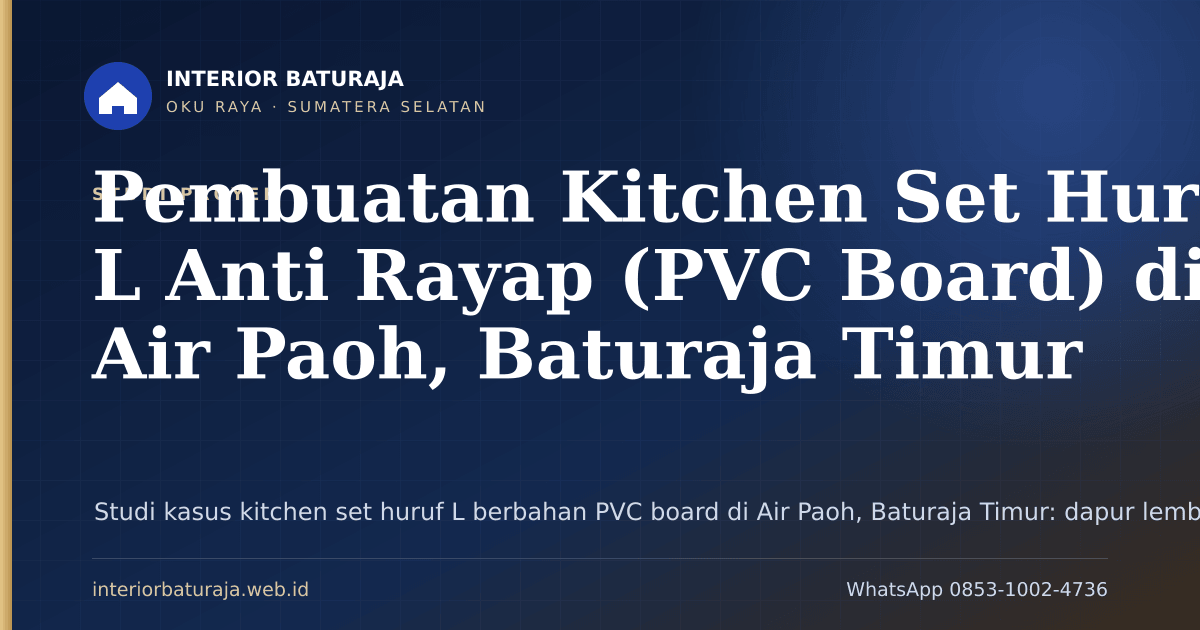 INTERIOR BATURAJA
OKU RAYA · SUMATERA SELATAN
Pembuatan Kitchen Set Hur
L Anti Rayap (PVC Board) di
Air Paoh, Baturaja Timur
Studi kasus kitchen set huruf L berbahan PVC board di Air Paoh, Baturaja Timur: dapur lemb
interiorbaturaja.web.id
WhatsApp 0853-1002-4736